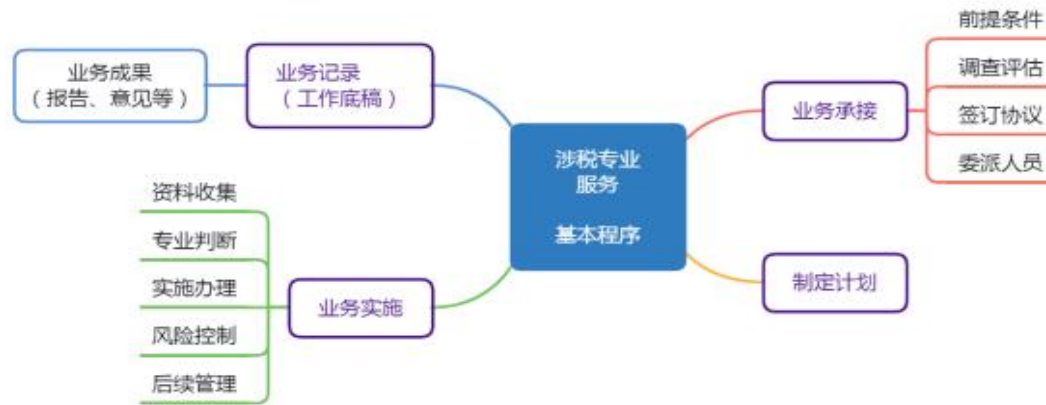 涉税专业
服务
基本程序
业务承接
前提条件
调查评估
签订协议
委派人员
制定计划
业务实施
资料收集
专业判断
实施办理
风险控制
后续管理
业务记录
（工作底稿）
业务成果
（报告、意见等）